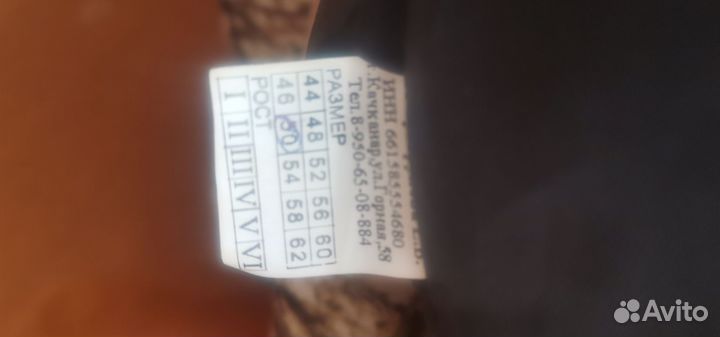 ИНН 661585554680
г.Качканар,ул.Горная,58
Тел.8-950-65-08-884
РАЗМЕР
44 48 52 56 60
46 50 54 58 62
РОСТ
I II III IV V VI
Avito